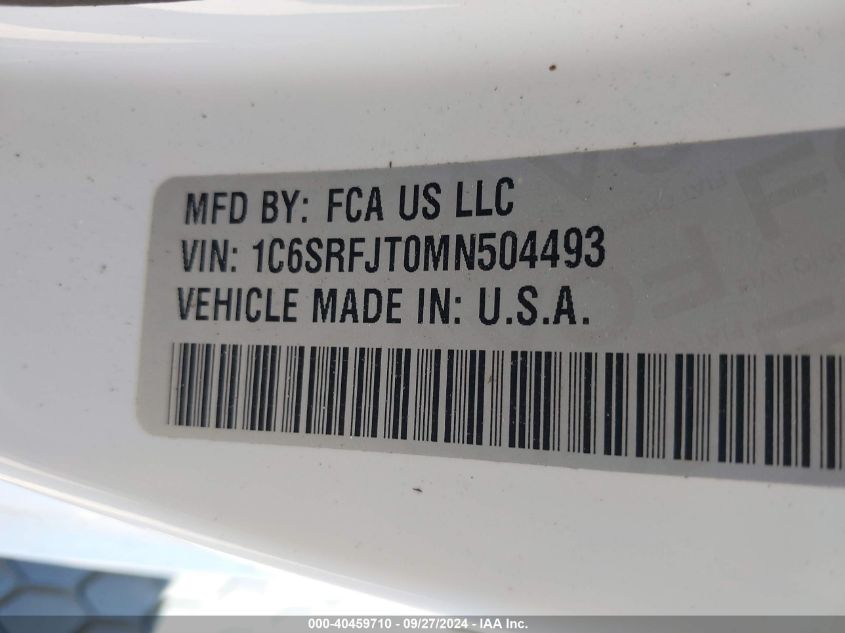 MFD BY: FCA US LLC
VIN: 1C6SRFJT0MN504493
VEHICLE MADE IN: U.S.A.
000-40459710 - 09/27/2024 - IAA Inc.